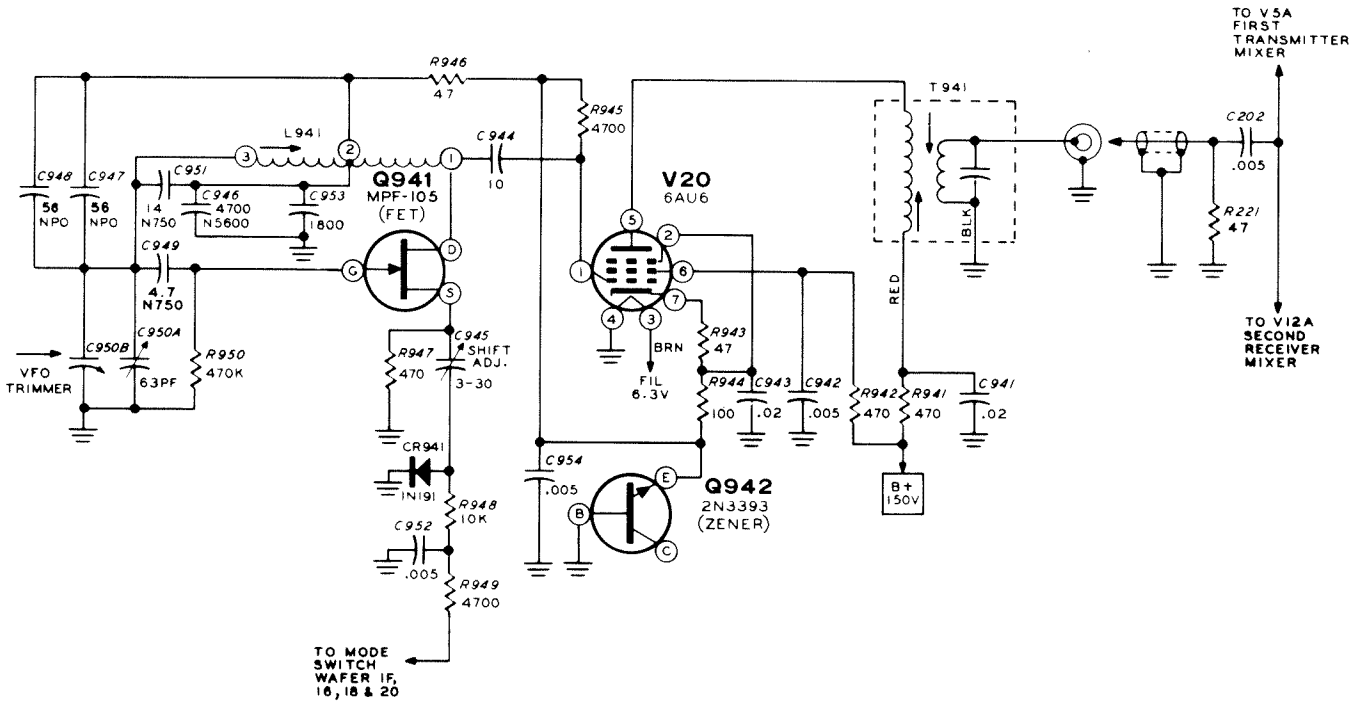 TO V5A
FIRST
TRANSMITTER
MIXER
R946
47
T941
L941
3
2
1
C944
10
R945
4700
C202
.005
C948
56
NPO
C947
56
NPO
C951
14
N750
C946
4700
N5600
C953
1800
Q941
MPF-105
(FET)
V20
6AU6
5
2
1
6
7
4
3
D
G
S
BLK
R221
47
C949
4.7
N750
RED
BRN
FIL
6.3V
R943
47
TO V12A
SECOND
RECEIVER
MIXER
VFO
TRIMMER
C950B
C950A
63PF
R950
470K
R947
470
C945
SHIFT
ADJ.
3-30
R944
100
C943
.02
C942
.005
R942
470
R941
470
C941
.02
CR941
1N191
C954
.005
E
B
C
Q942
2N3393
(ZENER)
B+
150V
R948
10K
C952
.005
R949
4700
TO MODE
SWITCH
WAFER 1F,
16, 18 & 20